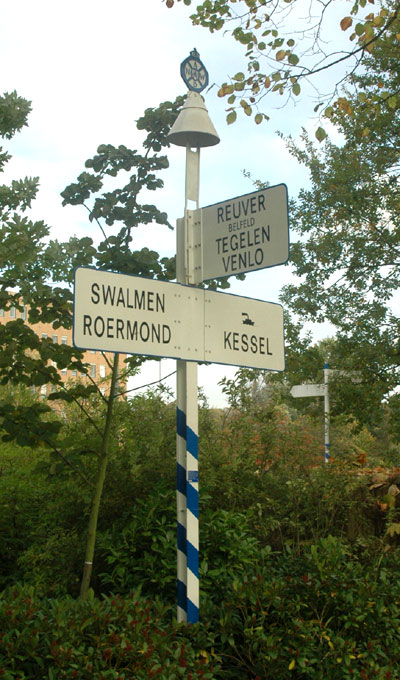 REUVER
BELFELD
TEGELEN
VENLO
SWALMEN
ROERMOND
KESSEL